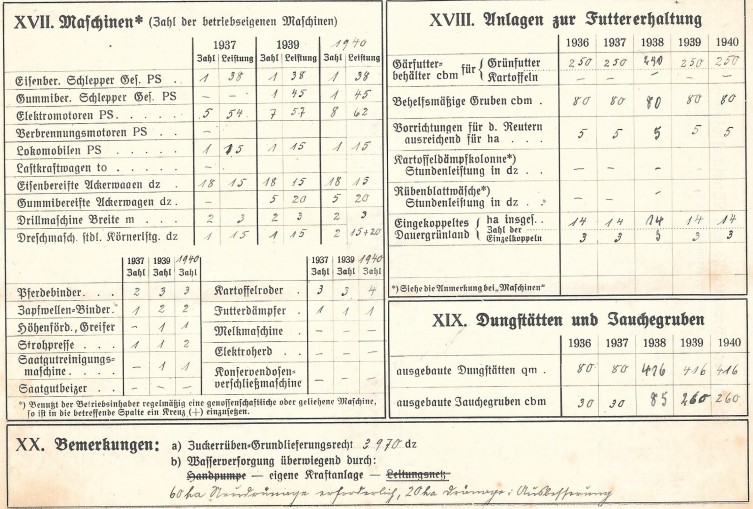 XVII. Maschinen* (Zahl der betriebseigenen Maschinen)
1937 1939 1940
Zahl Leistung Zahl Leistung Zahl Leistung
Eisenber. Schlepper Ges. PS . 1 38 1 38 1 38
Gummiber. Schlepper Ges. PS – – 1 45 1 45
Elektromotoren PS . . . . . 5 54 7 57 8 62
Verbrennungsmotoren PS . . . –
Lokomobilen PS . . . . . . 1 15 1 15 1 15
Lastkraftwagen to . . . . . –
Eisenbereifte Ackerwagen dz . 18 15 18 15 18 15
Gummibereifte Ackerwagen dz . 5 20 5 20
Drillmaschine Breite m . . . . 2 3 2 3 2 3
Dreschmasch. stdl. Körnerlstg. dz 1 15 1 15 2 15+20
1937 1939 1940
Zahl Zahl Zahl
Pferdebinder . . . 2 3 3
Zapfwellen-Binder . 1 2 2
Höhenförd., Greifer – 1 1
Strohpresse . . . 1 1 2
Saatgutreinigungs-
maschine . . . . – 1 1
Saatgutbeizer . . – – –
1937 1939 1940
Zahl Zahl Zahl
Kartoffelroder . 3 3 4
Futterdämpfer . 1 1 1
Melkmaschine . – – –
Elektroherd . . – – –
Konservendosen-
verschließmaschine – – –
*) Benutzt der Betriebsinhaber regelmäßig eine genossenschaftliche oder geliehene Maschine,
so ist in die betreffende Spalte ein Kreuz (+) einzusetzen.
XVIII. Anlagen zur Futtererhaltung
1936 1937 1938 1939 1940
Gärfutter-
behälter cbm für { Grünfutter 250 250 250 250
Kartoffeln – – – – –
Behelfsmäßige Gruben cbm . 80 80 80 80 80
Vorrichtungen für d. Reutern
ausreichend für ha . . . 5 5 5 5 5
Kartoffeldämpfkolonne*)
Stundenleistung in dz . . – – – – –
Rübenblattwäsche*)
Stundenleistung in dz . . – – – – –
Eingekoppeltes
Dauergrünland { ha insges. . 14 14 14 14 14
Zahl der
Einzelkoppeln 3 3 3 3
*) Siehe die Anmerkung bei „Maschinen"
XIX. Dungstätten und Jauchegruben
1936 1937 1938 1939 1940
ausgebaute Dungstätten qm . 80 80 416 416 416
ausgebaute Jauchegruben cbm 30 30 85 260 260
XX. Bemerkungen: a) Zuckerrüben-Grundlieferungsrecht 3970 dz
b) Wasserversorgung überwiegend durch:
Handpumpe — eigene Kraftanlage — Leitungsnetz
60 ha Neudränage erforderlich, 20 ha Dränage: Ausbesserung